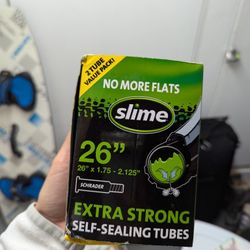 2 TUBE
VALUE PACK!
NO MORE FLATS
slime
26"
26" x 1.75 - 2.125"
SCHRADER
EXTRA STRONG
SELF-SEALING TUBES